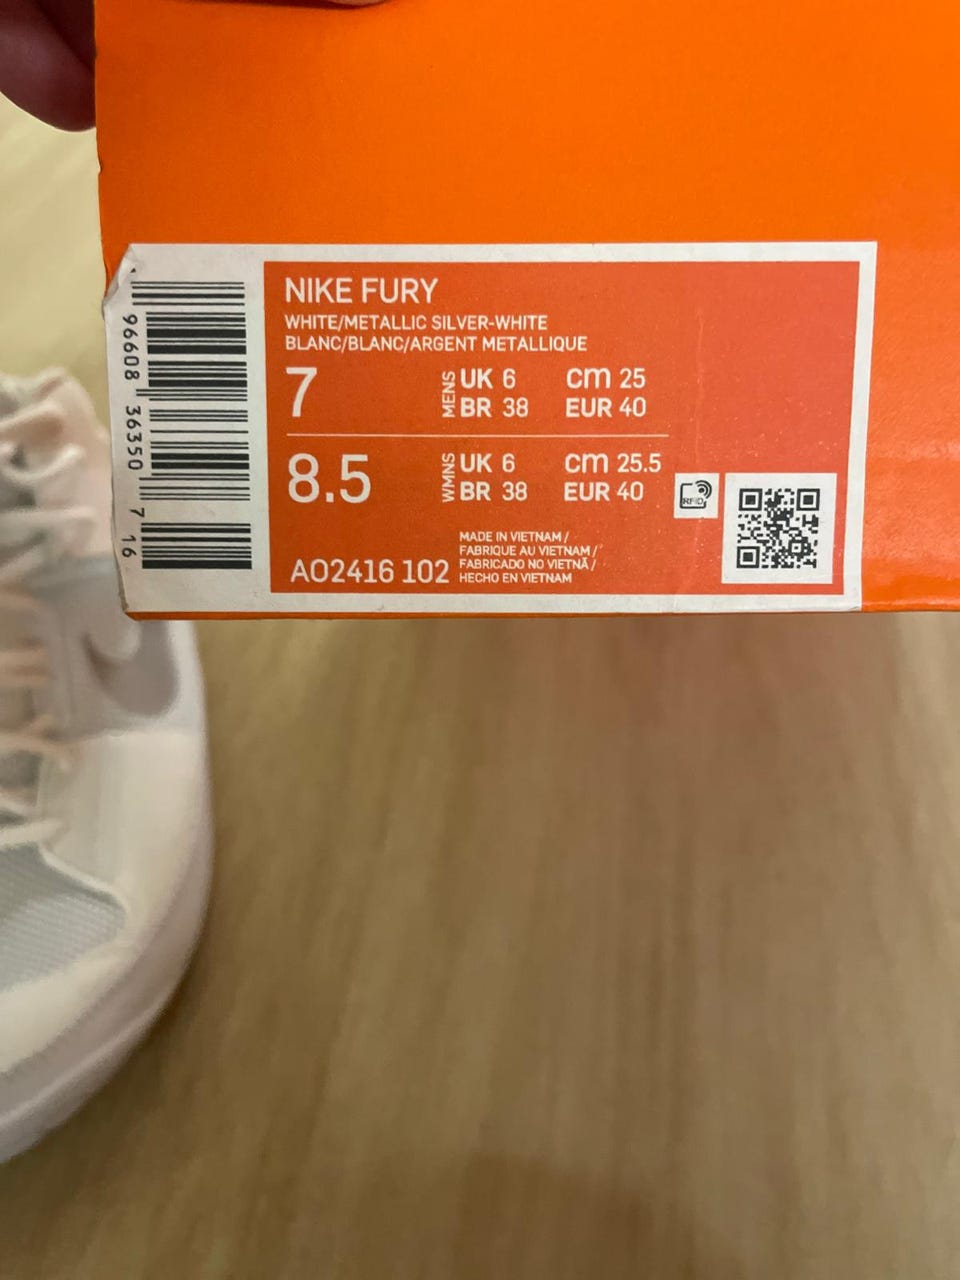 NIKE FURY
WHITE/METALLIC SILVER-WHITE
BLANC/BLANC/ARGENT METALLIQUE
7 MENS UK 6 cm 25
BR 38 EUR 40
8.5 WMNS UK 6 cm 25.5
BR 38 EUR 40
RFID
AO2416 102
MADE IN VIETNAM /
FABRIQUE AU VIETNAM /
FABRICADO NO VIETNÃ /
HECHO EN VIETNAM
96608 36350 7 16